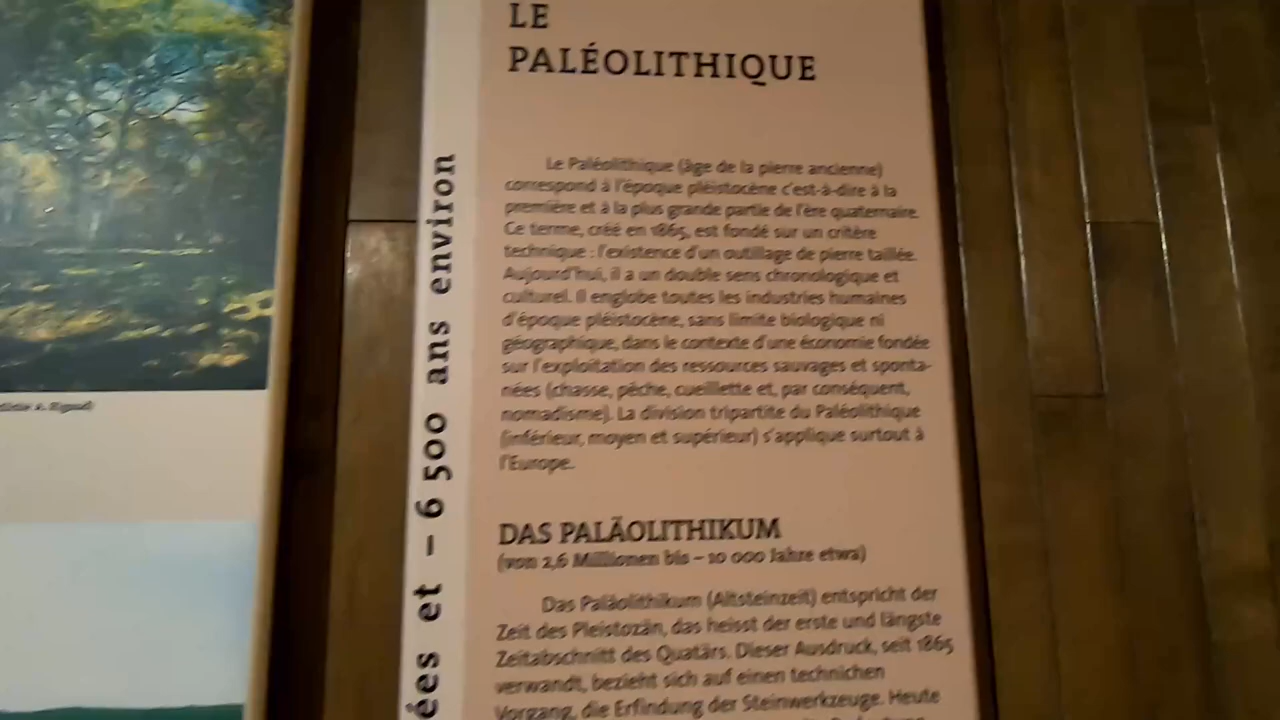 LE
PALÉOLITHIQUE
Le Paléolithique (âge de la pierre ancienne)
correspond à l'époque pléistocène c'est-à-dire à la
première et à la plus grande partie de l'ère quaternaire.
Ce terme, créé en 1865, est fondé sur un critère
technique : l'existence d'un outillage de pierre taillée.
Aujourd'hui, il a un double sens chronologique et
culturel. Il englobe toutes les industries humaines
d'époque pléistocène, sans limite biologique ni
géographique, dans le contexte d'une économie fondée
sur l'exploitation des ressources sauvages et sponta-
nées (chasse, pêche, cueillette et, par conséquent,
nomadisme). La division tripartite du Paléolithique
(inférieur, moyen et supérieur) s'applique surtout à
l'Europe.
DAS PALÄOLITHIKUM
(von 2,6 Millionen bis – 10 000 Jahre etwa)
Das Paläolithikum (Altsteinzeit) entspricht der
Zeit des Pleistozän, das heisst der erste und längste
Zeitabschnitt des Quatärs. Dieser Ausdruck, seit 1865
verwandt, bezieht sich auf einen technichen
Vorgang, die Erfindung der Steinwerkzeuge. Heute
ées et – 6 500 ans environ